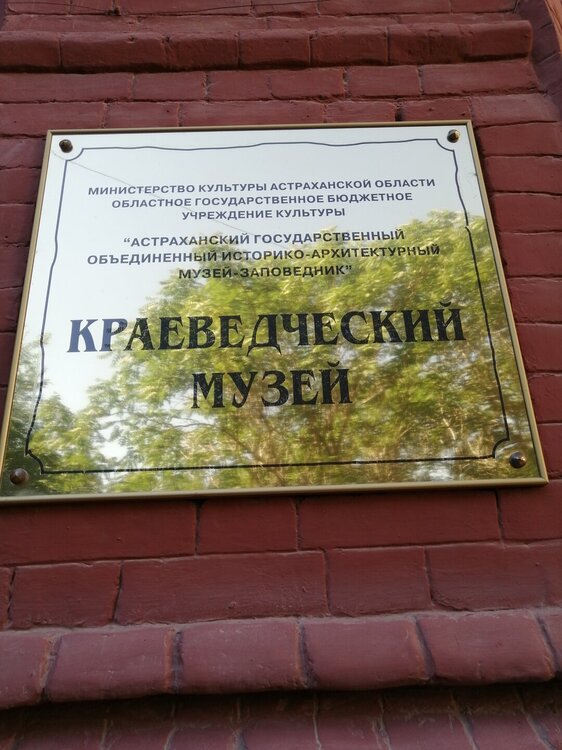 МИНИСТЕРСТВО КУЛЬТУРЫ АСТРАХАНСКОЙ ОБЛАСТИ
ОБЛАСТНОЕ ГОСУДАРСТВЕННОЕ БЮДЖЕТНОЕ
УЧРЕЖДЕНИЕ КУЛЬТУРЫ
"АСТРАХАНСКИЙ ГОСУДАРСТВЕННЫЙ
ОБЪЕДИНЕННЫЙ ИСТОРИКО-АРХИТЕКТУРНЫЙ
МУЗЕЙ-ЗАПОВЕДНИК"
КРАЕВЕДЧЕСКИЙ
МУЗЕЙ